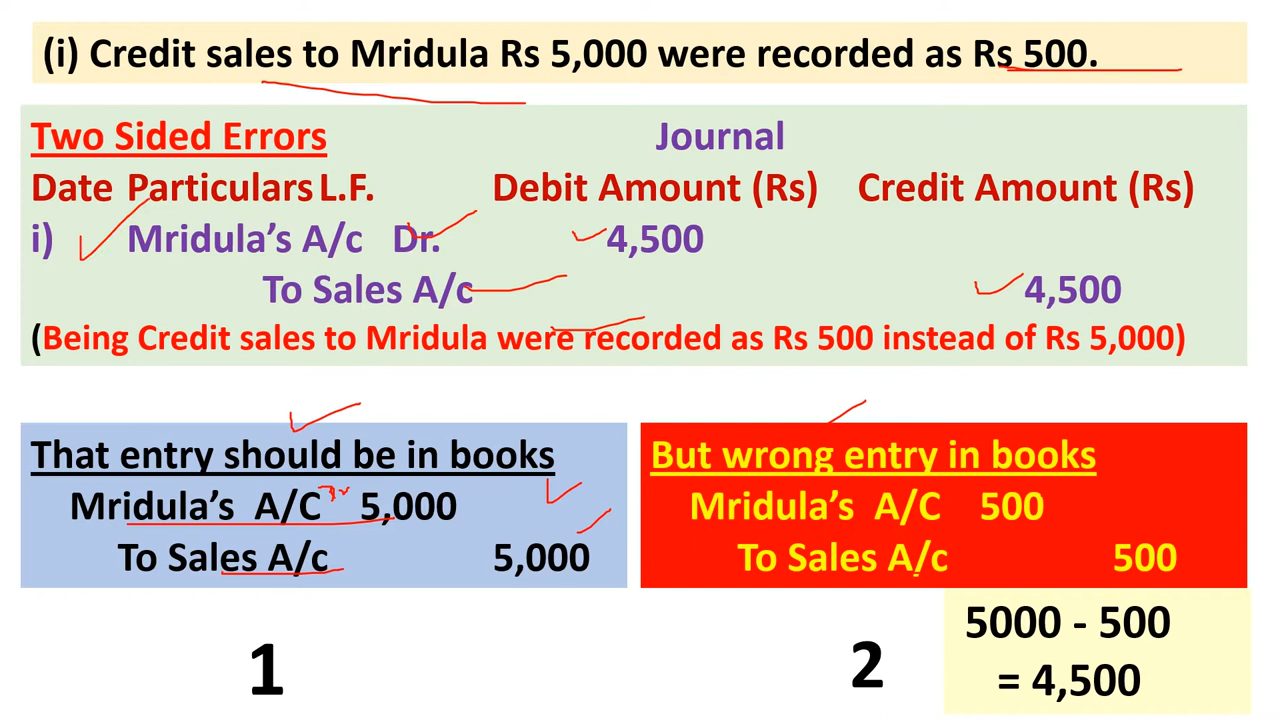 (i) Credit sales to Mridula Rs 5,000 were recorded as Rs 500.
Two Sided Errors Journal
Date Particulars L.F. Debit Amount (Rs) Credit Amount (Rs)
i) Mridula's A/c Dr. 4,500
To Sales A/c 4,500
(Being Credit sales to Mridula were recorded as Rs 500 instead of Rs 5,000)
That entry should be in books
Mridula's A/C Dr 5,000
To Sales A/c 5,000
1
But wrong entry in books
Mridula's A/C 500
To Sales A/c 500
2
5000 - 500
= 4,500